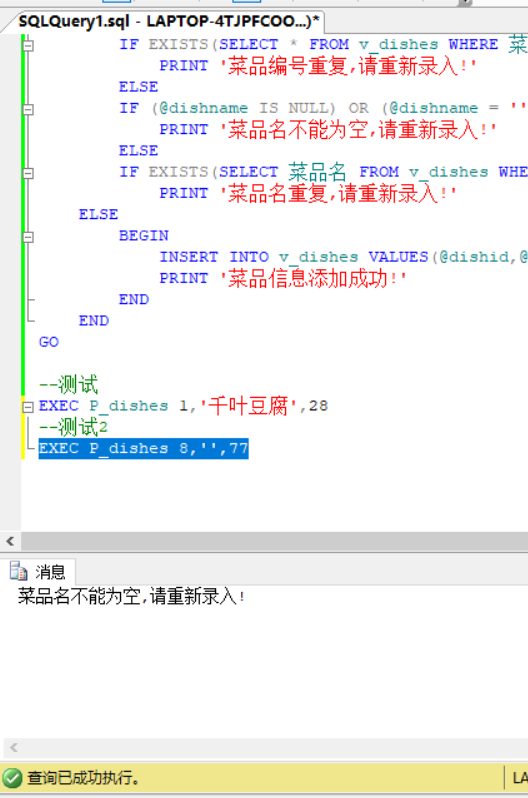 SQLQuery1.sql - LAPTOP-4TJPFCOO...)*
IF EXISTS(SELECT * FROM v_dishes WHERE 菜
PRINT '菜品编号重复,请重新录入!'
ELSE
IF (@dishname IS NULL) OR (@dishname = ''
PRINT '菜品名不能为空,请重新录入!'
ELSE
IF EXISTS(SELECT 菜品名 FROM v_dishes WHE
PRINT '菜品名重复,请重新录入!'
ELSE
BEGIN
INSERT INTO v_dishes VALUES(@dishid,@
PRINT '菜品信息添加成功!'
END
END
GO
--测试
EXEC P_dishes 1,'千叶豆腐',28
--测试2
EXEC P_dishes 8,'',77
消息
菜品名不能为空,请重新录入!
查询已成功执行。
LA